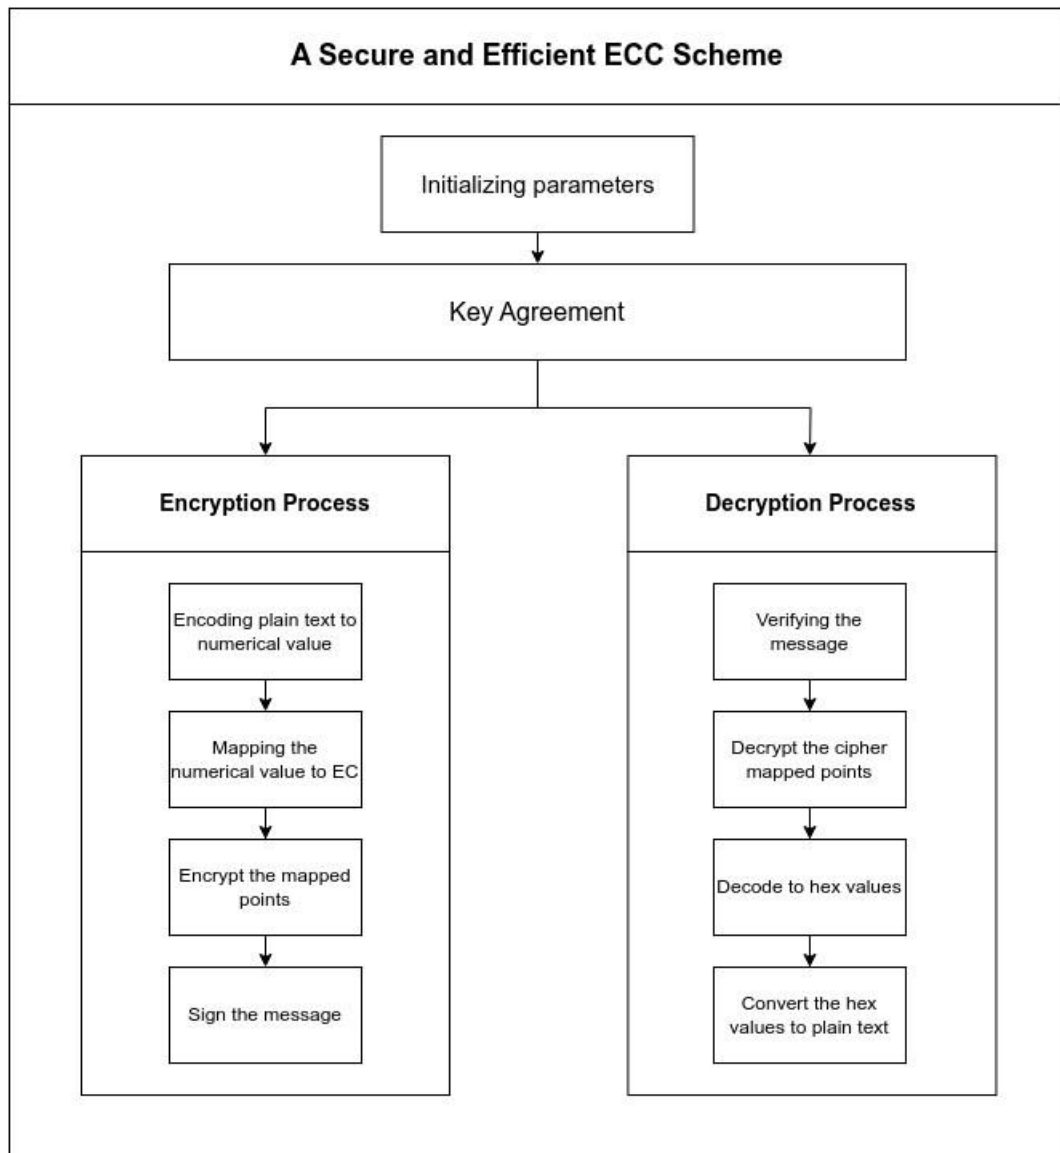 A Secure and Efficient ECC Scheme
Initializing parameters
Key Agreement
Encryption Process
Encoding plain text to
numerical value
Mapping the
numerical value to EC
Encrypt the mapped
points
Sign the message
Decryption Process
Verifying the
message
Decrypt the cipher
mapped points
Decode to hex values
Convert the hex
values to plain text